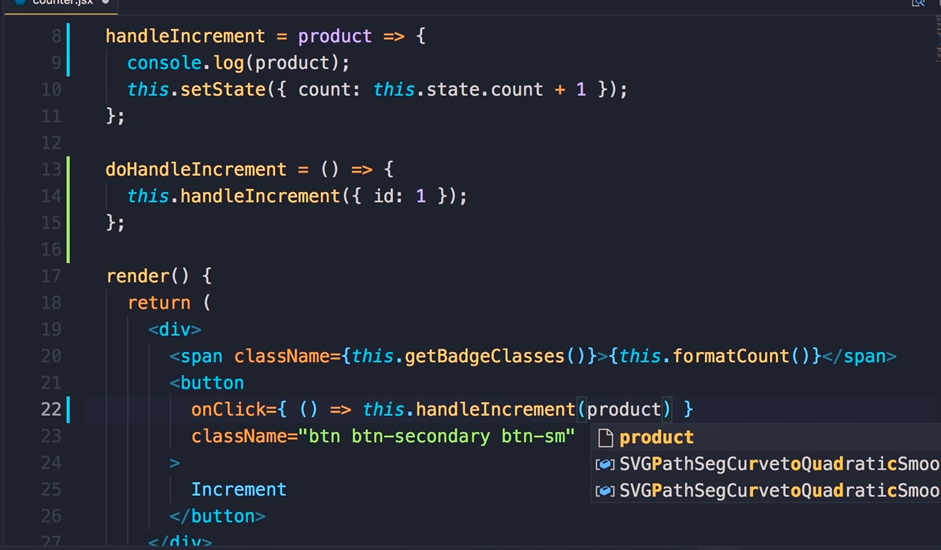 counter.jsx
8 handleIncrement = product => {
9 console.log(product);
10 this.setState({ count: this.state.count + 1 });
11 };
12
13 doHandleIncrement = () => {
14 this.handleIncrement({ id: 1 });
15 };
16
17 render() {
18 return (
19 <div>
20 <span className={this.getBadgeClasses()}>{this.formatCount()}</span>
21 <button
22 onClick={ () => this.handleIncrement(product) }
23 className="btn btn-secondary btn-sm"
product
24 >
SVGPathSegCurvetoQuadraticSmoo
25 Increment
SVGPathSegCurvetoQuadraticSmoo
26 </button>
27 </div>